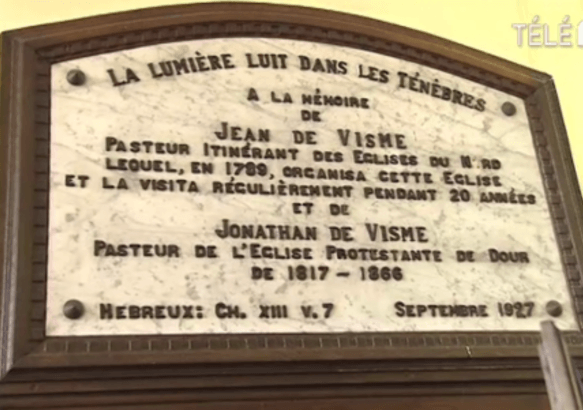 TÉLÉ
LA LUMIÈRE LUIT DANS LES TÉNÈBRES
A LA MÉMOIRE
DE
JEAN DE VISME
PASTEUR ITINÉRANT DES EGLISES DU NORD
LEQUEL, EN 1789, ORGANISA CETTE EGLISE
ET LA VISITA RÉGULIÈREMENT PENDANT 20 ANNÉES
ET DE
JONATHAN DE VISME
PASTEUR DE L'EGLISE PROTESTANTE DE DOUR
DE 1817 – 1866
HEBREUX: CH. XIII V. 7 SEPTEMBRE 1927